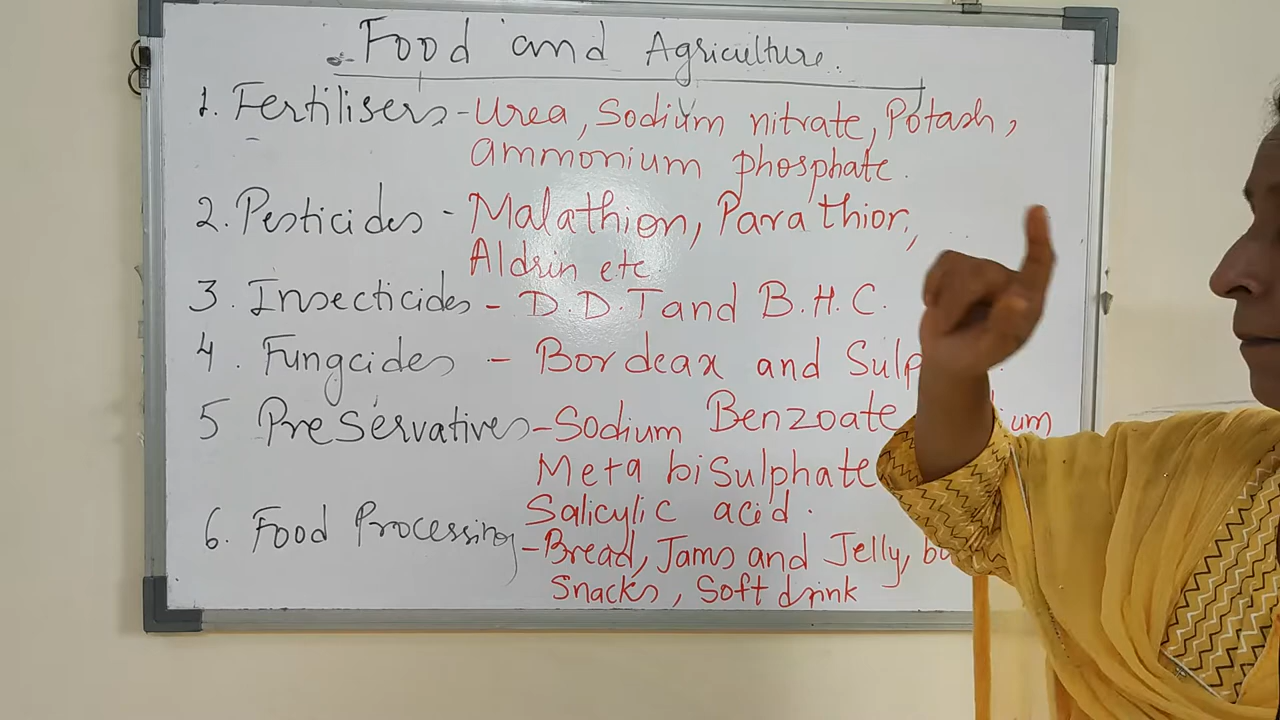 Food and Agriculture.
1. Fertilisers - Urea, Sodium nitrate, Potash,
ammonium phosphate.
2. Pesticides - Malathion, Parathion,
Aldrin etc.
3. Insecticides - D.D.T and B.H.C.
4. Fungcides - Bordeax and
5 Preservatives - Sodium Benzoate
Meta bisulphate
Salicylic acid.
6. Food Processing - Bread, Jams and Jelly,
Snacks, Soft drink